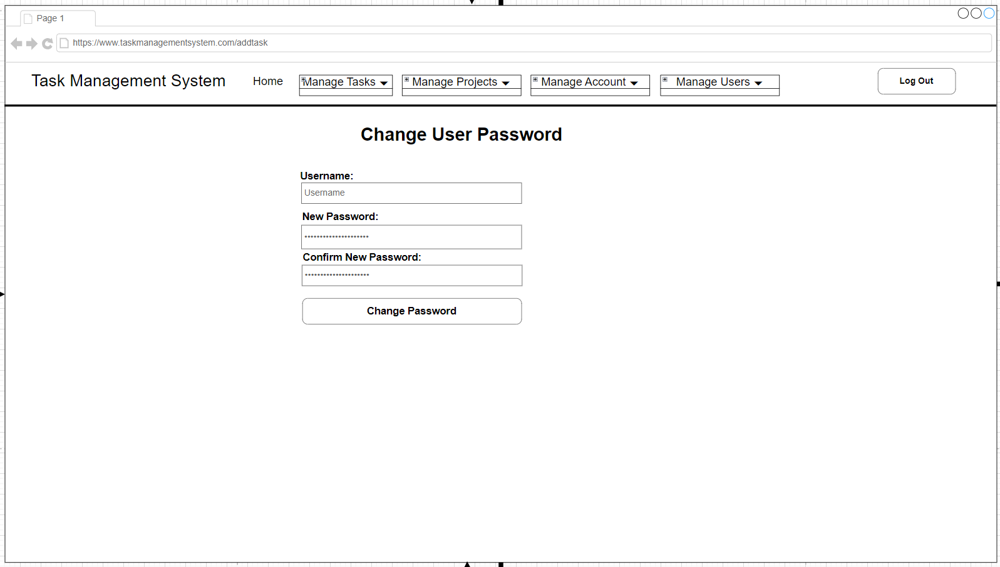 Page 1
https://www.taskmanagementsystem.com/addtask
Task Management System Home Manage Tasks Manage Projects Manage Account Manage Users Log Out
Change User Password
Username:
Username
New Password:
•••••••••••••••••••••
Confirm New Password:
•••••••••••••••••••••
Change Password